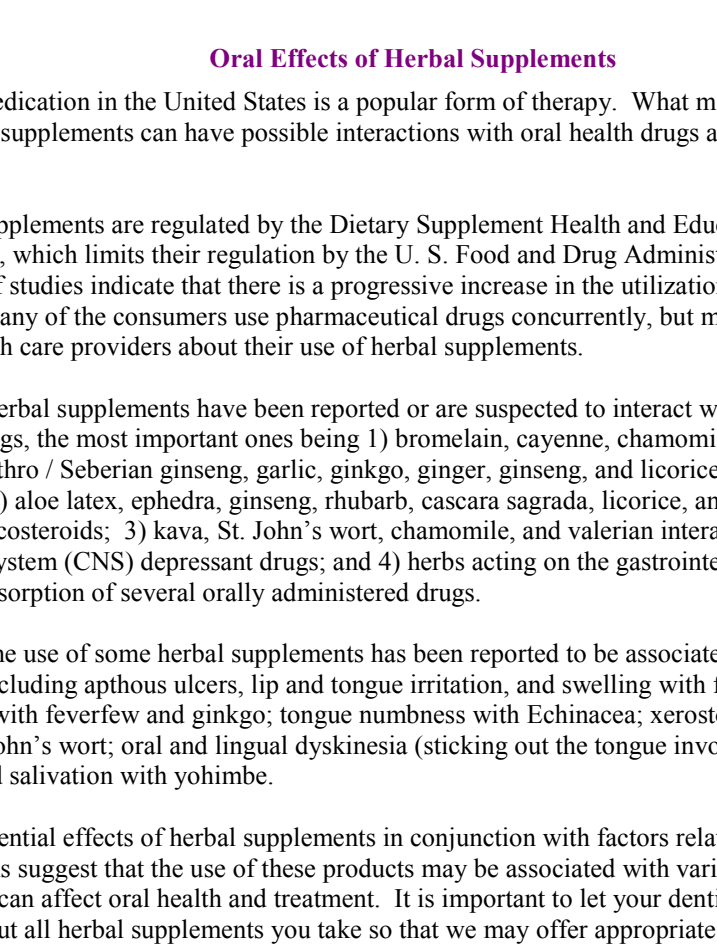 Oral Effects of Herbal Supplements
edication in the United States is a popular form of therapy.  What m
supplements can have possible interactions with oral health drugs a
pplements are regulated by the Dietary Supplement Health and Edu
, which limits their regulation by the U. S. Food and Drug Adminis
f studies indicate that there is a progressive increase in the utilizatio
any of the consumers use pharmaceutical drugs concurrently, but m
h care providers about their use of herbal supplements.
erbal supplements have been reported or are suspected to interact w
gs, the most important ones being 1) bromelain, cayenne, chamomi
thro / Seberian ginseng, garlic, ginkgo, ginger, ginseng, and licorice
) aloe latex, ephedra, ginseng, rhubarb, cascara sagrada, licorice, an
costeroids;  3) kava, St. John’s wort, chamomile, and valerian intera
ystem (CNS) depressant drugs; and 4) herbs acting on the gastrointe
sorption of several orally administered drugs.
he use of some herbal supplements has been reported to be associate
cluding apthous ulcers, lip and tongue irritation, and swelling with f
with feverfew and ginkgo; tongue numbness with Echinacea; xerost
ohn’s wort; oral and lingual dyskinesia (sticking out the tongue invo
d salivation with yohimbe.
ential effects of herbal supplements in conjunction with factors rela
s suggest that the use of these products may be associated with vari
can affect oral health and treatment.  It is important to let your denti
ut all herbal supplements you take so that we may offer appropriate